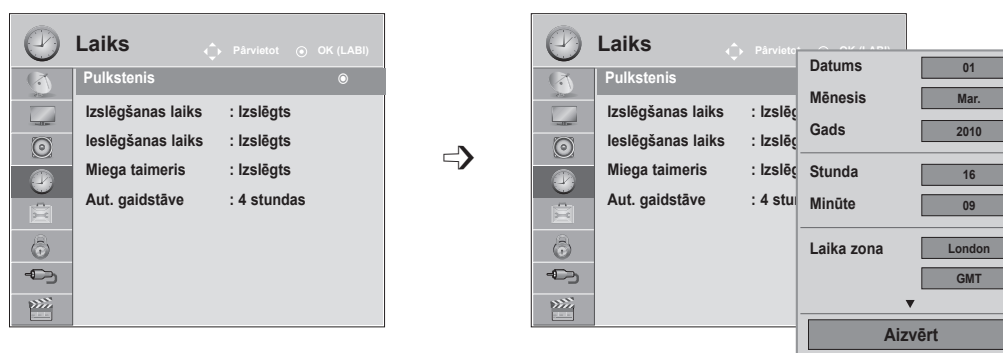 Laiks Pārvietot OK (LABI)
Pulkstenis
Izslēgšanas laiks : Izslēgts
Ieslēgšanas laiks : Izslēgts
Miega taimeris : Izslēgts
Aut. gaidstāve : 4 stundas
Laiks
Pulkstenis
Izslēgšanas laiks
Ieslēgšanas laiks
Miega taimeris
Aut. gaidstāve : 4
Datums 01
Mēnesis Mar.
Gads 2010
Stunda 16
Minūte 09
Laika zona London
GMT
Aizvērt